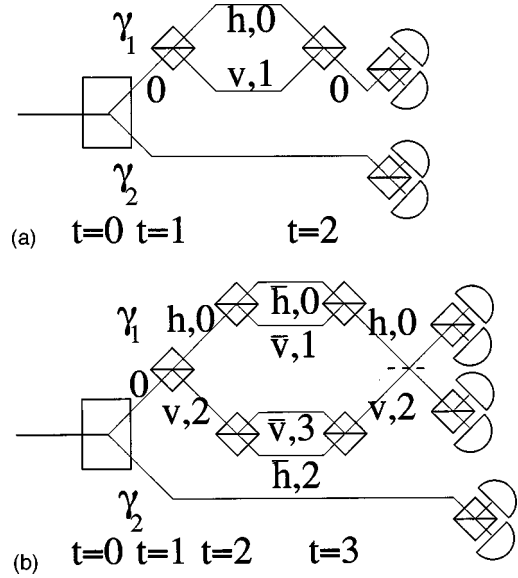 γ₁
h,0
v,1
0
0
γ₂
(a) t=0 t=1 t=2
h̄,0
γ₁
h,0
h,0
v̄,1
0
v,2
v̄,3
v,2
h̄,2
γ₂
(b) t=0 t=1 t=2 t=3